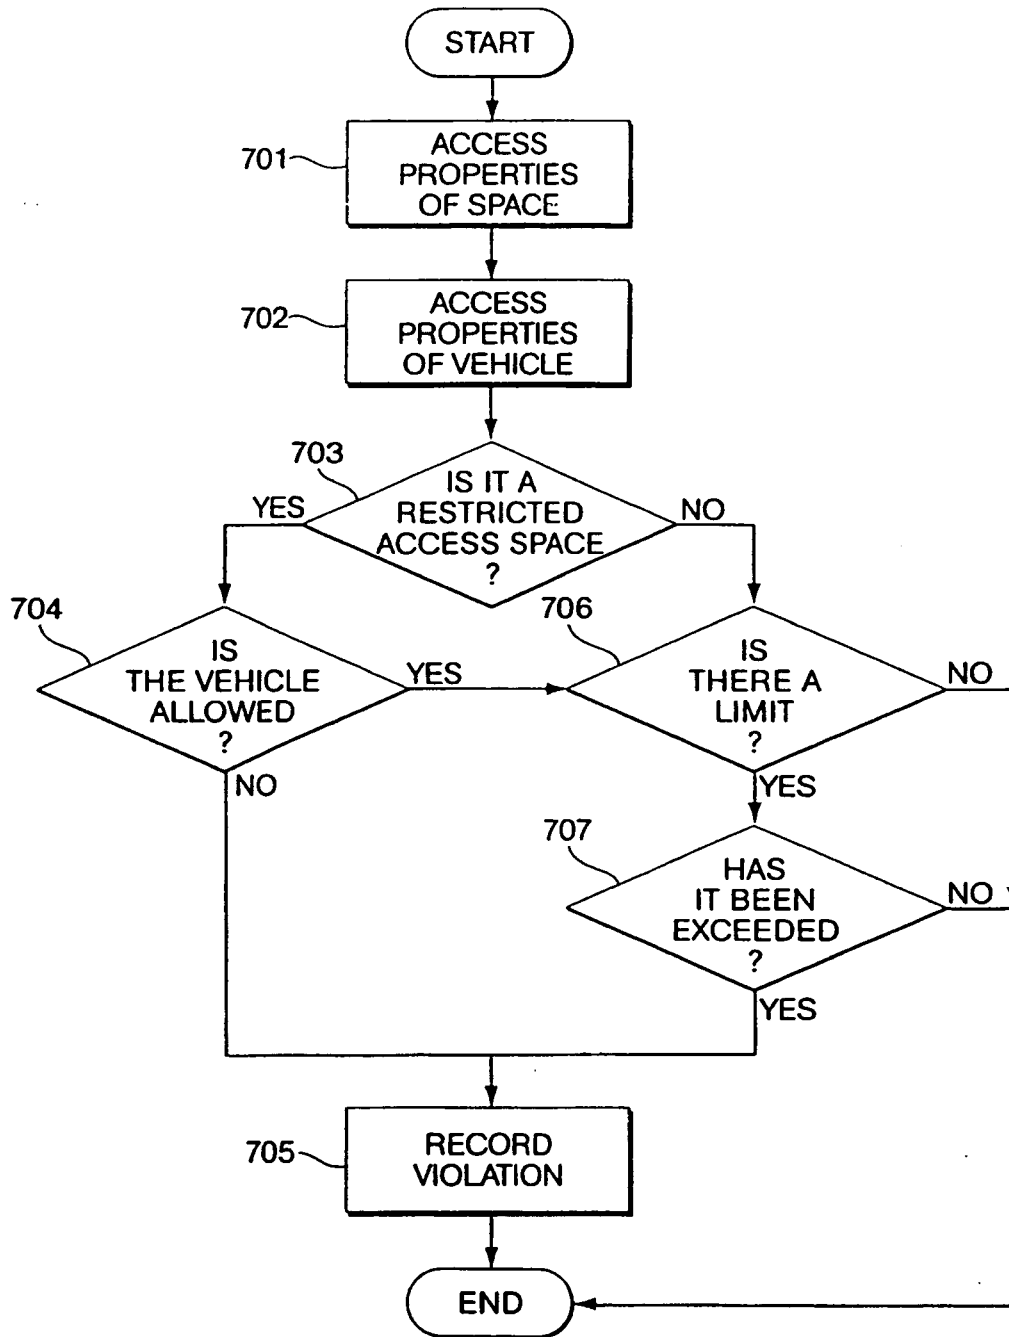 START
701
ACCESS
PROPERTIES
OF SPACE
702
ACCESS
PROPERTIES
OF VEHICLE
703
IS IT A
RESTRICTED
ACCESS SPACE
?
YES
NO
704
IS
THE VEHICLE
ALLOWED
?
YES
NO
706
IS
THERE A
LIMIT
?
NO
YES
707
HAS
IT BEEN
EXCEEDED
?
NO
YES
705
RECORD
VIOLATION
END